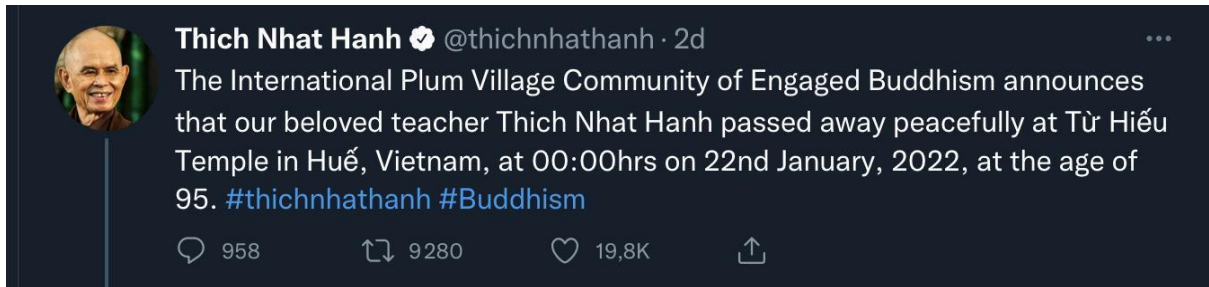 Thich Nhat Hanh @thichnhathanh · 2d
The International Plum Village Community of Engaged Buddhism announces
that our beloved teacher Thich Nhat Hanh passed away peacefully at Từ Hiếu
Temple in Huế, Vietnam, at 00:00hrs on 22nd January, 2022, at the age of
95. #thichnhathanh #Buddhism
958 9280 19,8K